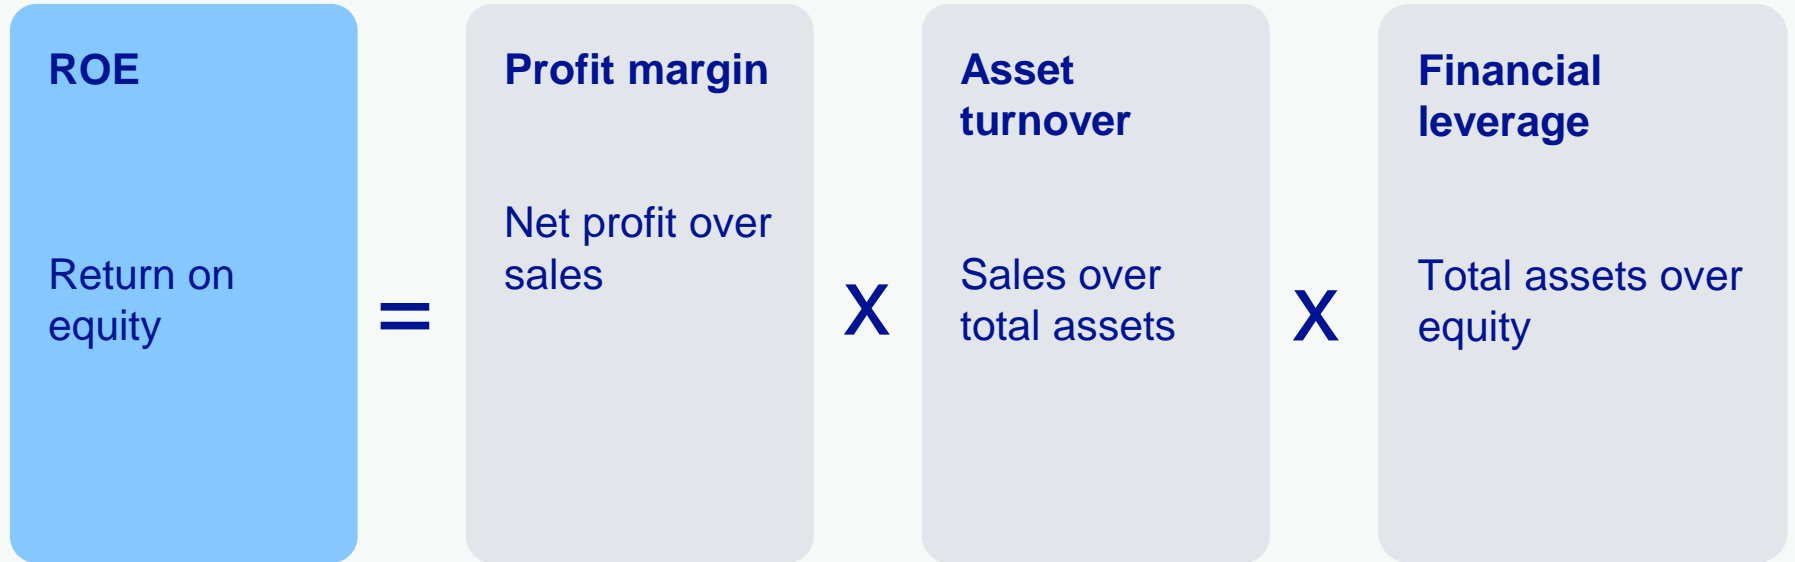 ROE
Return on
equity
=
Profit margin
Net profit over
sales
x
Asset
turnover
Sales over
total assets
x
Financial
leverage
Total assets over
equity